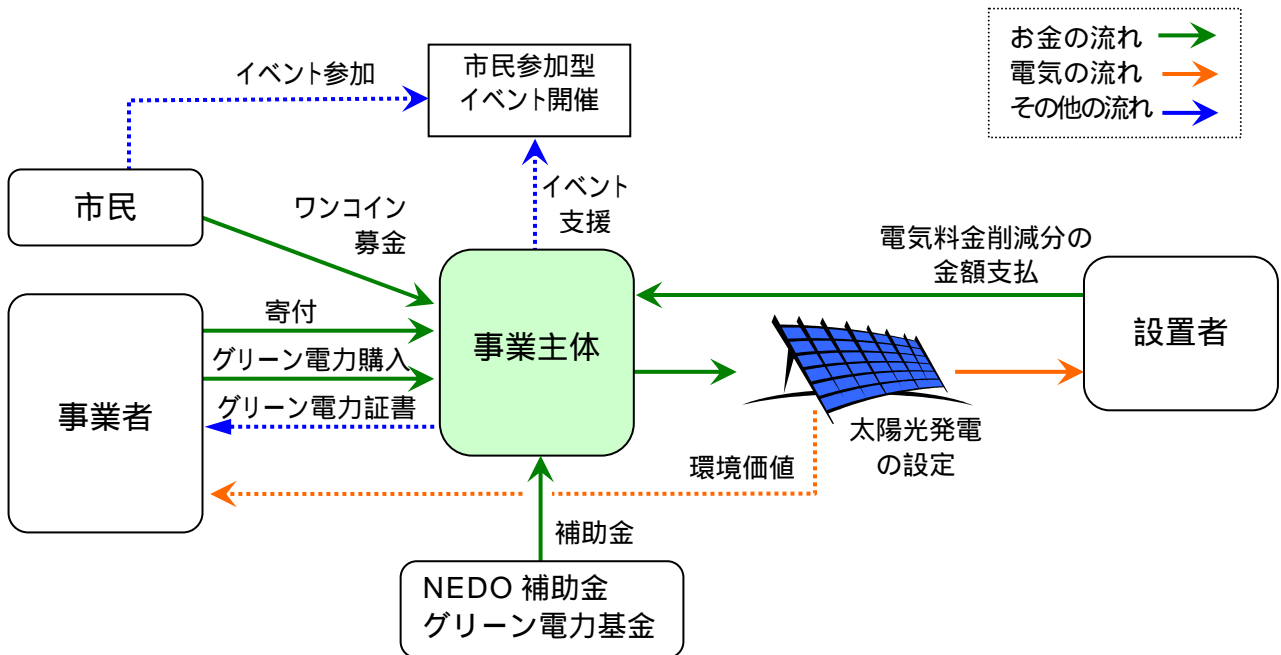 お金の流れ
電気の流れ
その他の流れ
イベント参加
市民参加型
イベント開催
市民
ワンコイン
募金
イベント
支援
電気料金削減分の
金額支払
事業者
寄付
グリーン電力購入
グリーン電力証書
事業主体
設置者
太陽光発電
の設定
環境価値
補助金
NEDO 補助金
グリーン電力基金